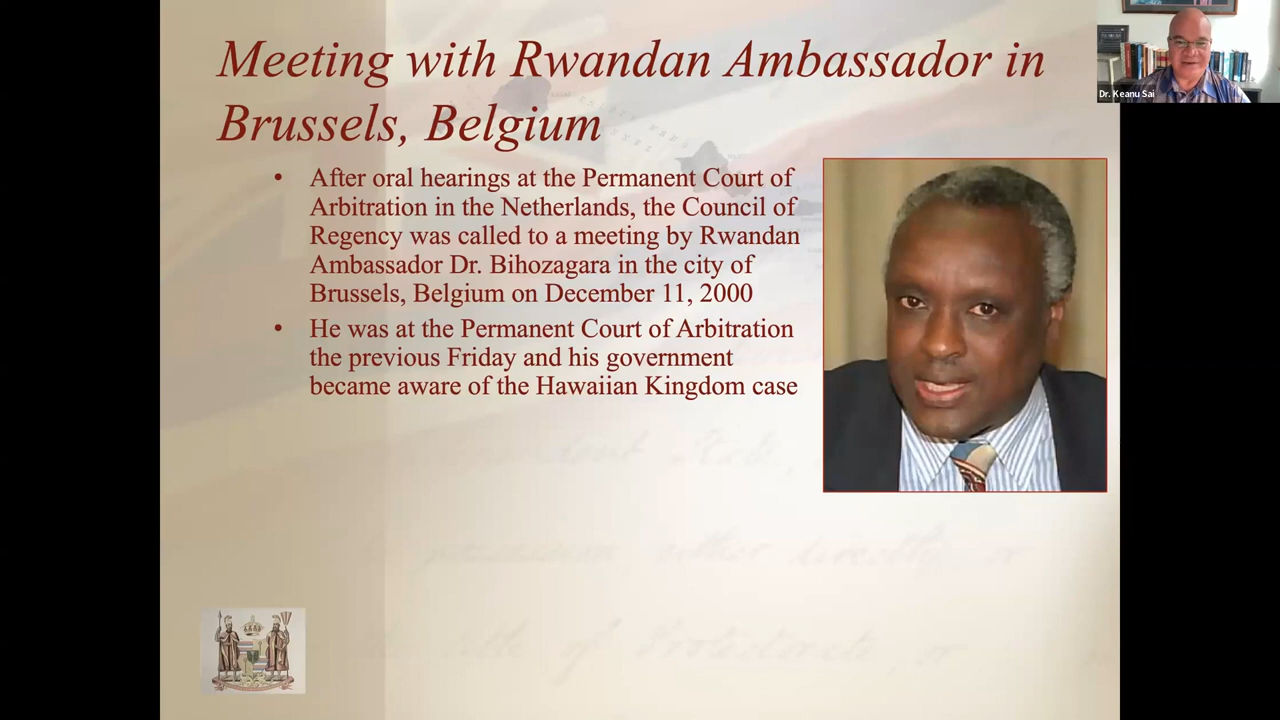 Meeting with Rwandan Ambassador in
Brussels, Belgium
Dr. Keanu Sai
• After oral hearings at the Permanent Court of
Arbitration in the Netherlands, the Council of
Regency was called to a meeting by Rwandan
Ambassador Dr. Bihozagara in the city of
Brussels, Belgium on December 11, 2000
• He was at the Permanent Court of Arbitration
the previous Friday and his government
became aware of the Hawaiian Kingdom case